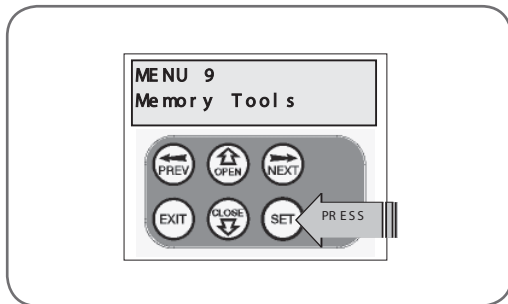 MENU 9
Memory Tools
PREV
OPEN
NEXT
EXIT
CLOSE
SET
PRESS